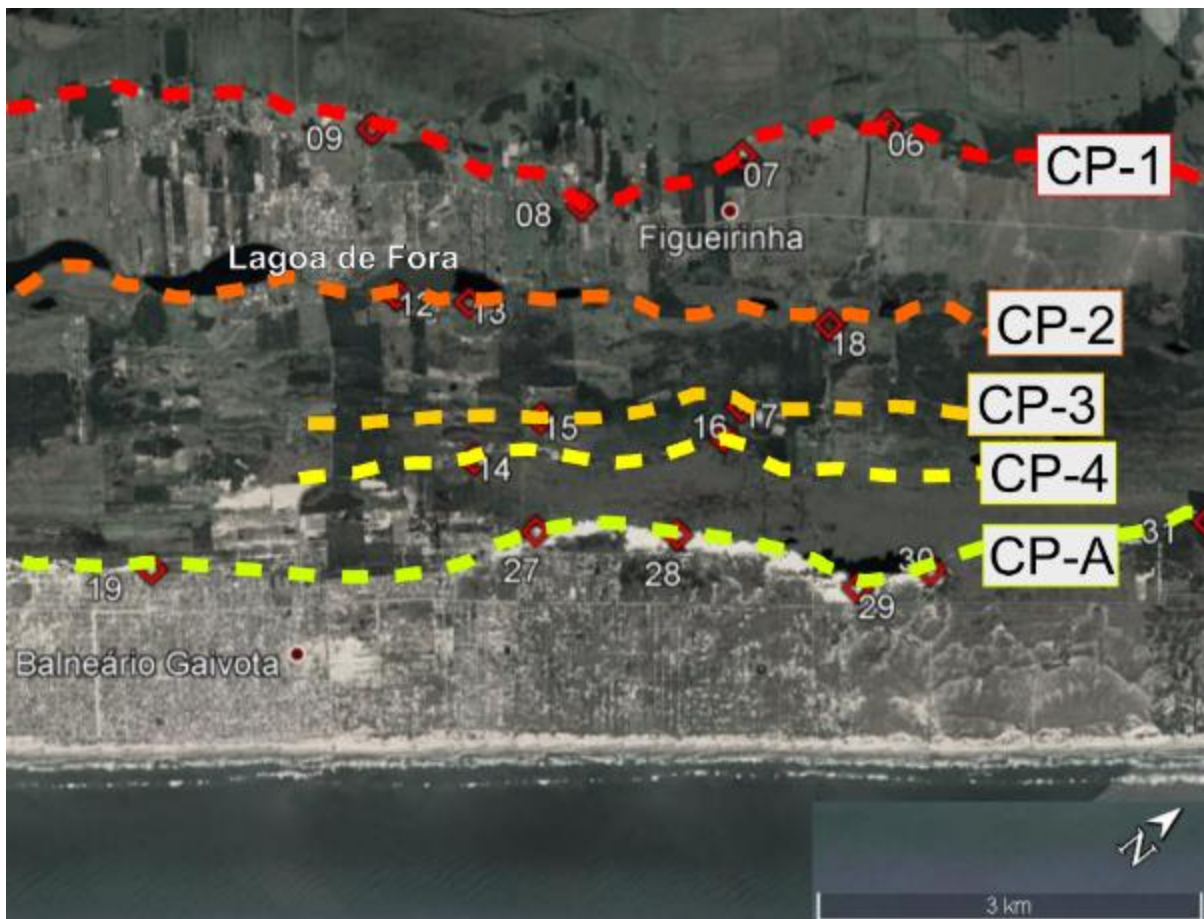 06
09
07
CP-1
08
Figueirinha
Lagoa de Fora
12
13
18
CP-2
CP-3
15
16
17
14
CP-4
CP-A
31
27
28
30
19
29
Balneário Gaivota
N
3 km